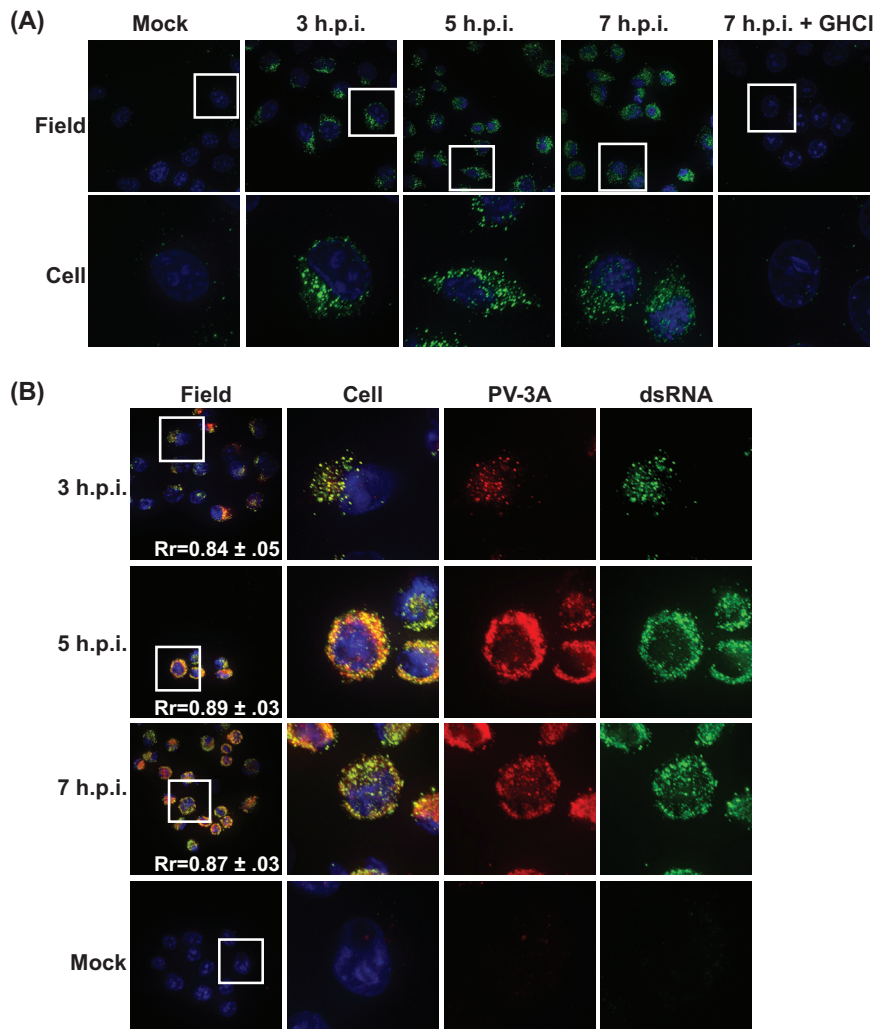 (A)
Mock 3 h.p.i. 5 h.p.i. 7 h.p.i. 7 h.p.i. + GHCl
Field
Cell
(B)
Field Cell PV-3A dsRNA
3 h.p.i.
Rr=0.84 ± .05
5 h.p.i.
Rr=0.89 ± .03
7 h.p.i.
Rr=0.87 ± .03
Mock